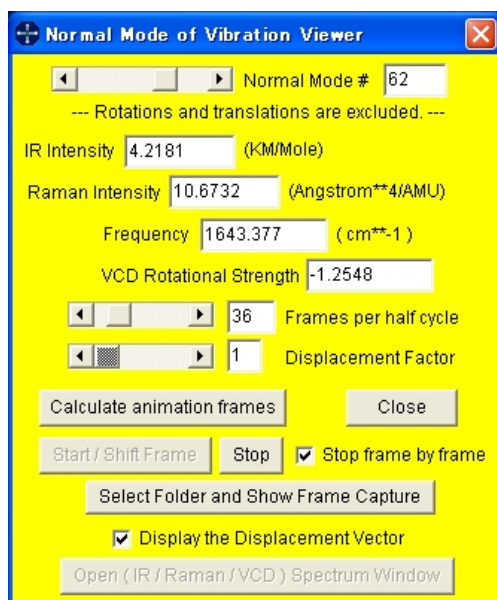 Normal Mode of Vibration Viewer
Normal Mode # 62
--- Rotations and translations are excluded. ---
IR Intensity 4.2181 (KM/Mole)
Raman Intensity 10.6732 (Angstrom**4/AMU)
Frequency 1643.377 ( cm**-1 )
VCD Rotational Strength -1.2548
36 Frames per half cycle
1 Displacement Factor
Calculate animation frames Close
Start / Shift Frame Stop Stop frame by frame
Select Folder and Show Frame Capture
Display the Displacement Vector
Open ( IR / Raman / VCD ) Spectrum Window